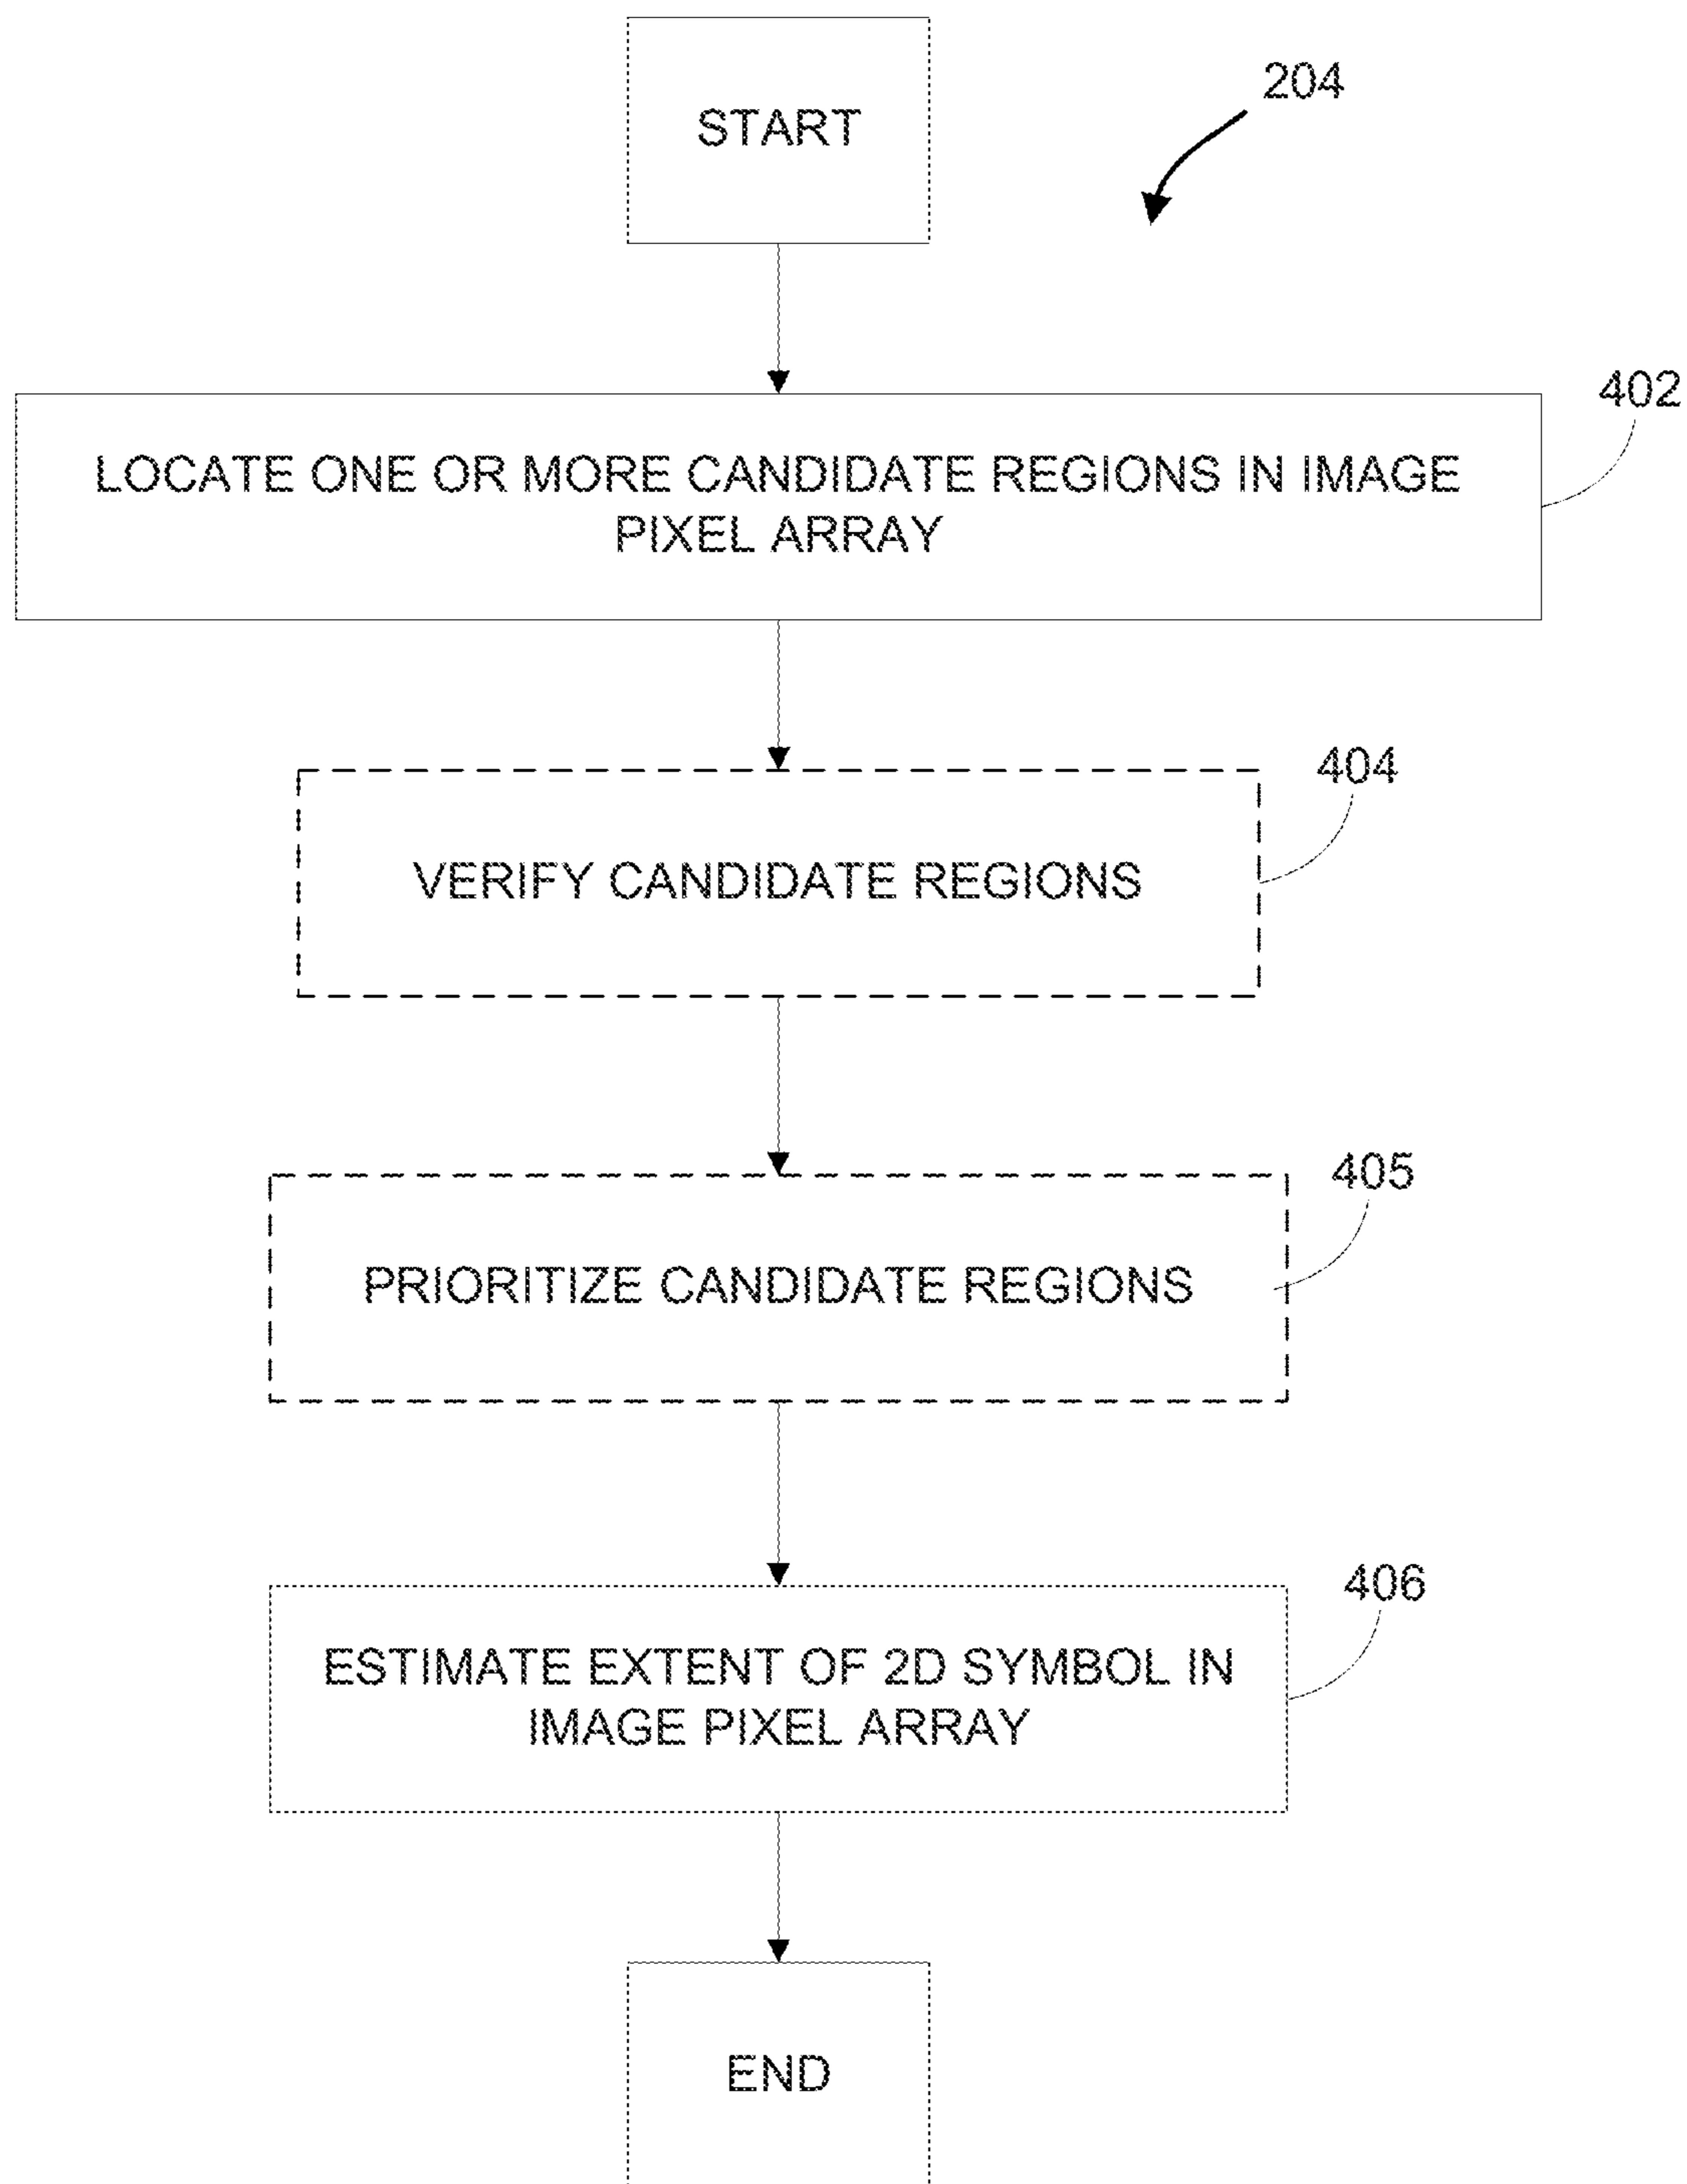 START
204
402
LOCATE ONE OR MORE CANDIDATE REGIONS IN IMAGE
PIXEL ARRAY
404
VERIFY CANDIDATE REGIONS
405
PRIORITIZE CANDIDATE REGIONS
406
ESTIMATE EXTENT OF 2D SYMBOL IN
IMAGE PIXEL ARRAY
END